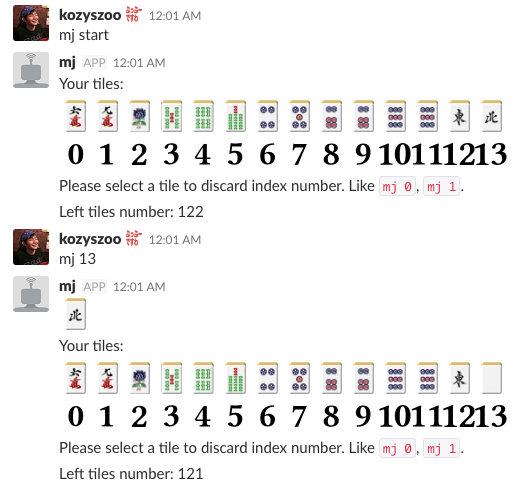 kozyszoo 12:01 AM
mj start
mj APP 12:01 AM
Your tiles:
六萬 九萬 東 北
0 1 2 3 4 5 6 7 8 9 10 11 12 13
Please select a tile to discard index number. Like mj 0, mj 1.
Left tiles number: 122
kozyszoo 12:01 AM
mj 13
mj APP 12:01 AM
北
Your tiles:
六萬 九萬 東
0 1 2 3 4 5 6 7 8 9 10 11 12 13
Please select a tile to discard index number. Like mj 0, mj 1.
Left tiles number: 121